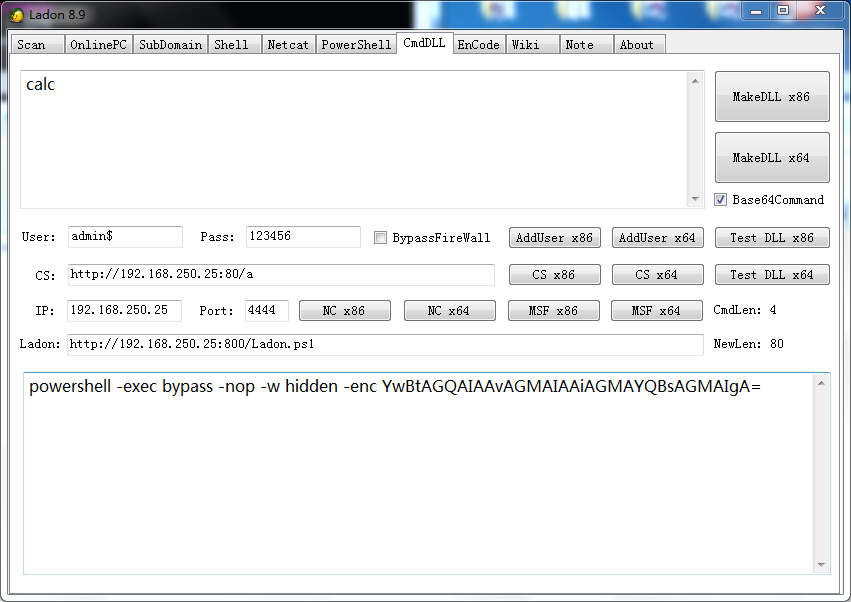 Ladon 8.9
Scan OnlinePC SubDomain Shell Netcat PowerShell CmdDLL EnCode Wiki Note About
calc
MakeDLL x86
MakeDLL x64
Base64Command
User: admin$ Pass: 123456 BypassFireWall AddUser x86 AddUser x64 Test DLL x86
CS: http://192.168.250.25:80/a CS x86 CS x64 Test DLL x64
IP: 192.168.250.25 Port: 4444 NC x86 NC x64 MSF x86 MSF x64 CmdLen: 4
Ladon: http://192.168.250.25:800/Ladon.ps1 NewLen: 80
powershell -exec bypass -nop -w hidden -enc YwBtAGQAIAAvAGMAIAAiAGMAYQBsAGMAIgA=